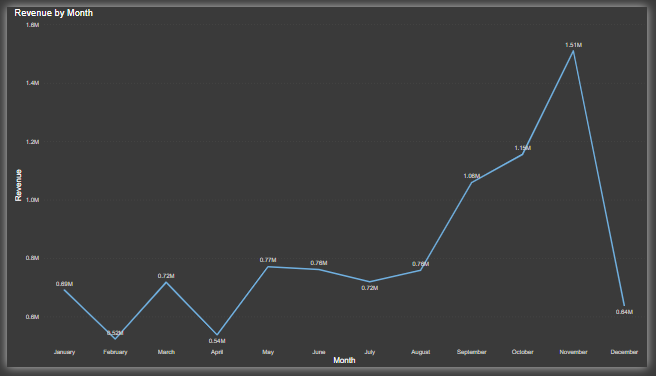 Revenue by Month
1.6M
1.4M
1.2M
1.0M
0.8M
0.6M
Revenue
0.69M
0.52M
0.72M
0.54M
0.77M
0.76M
0.72M
0.76M
1.06M
1.15M
1.51M
0.64M
January February March April May June July August September October November December
Month